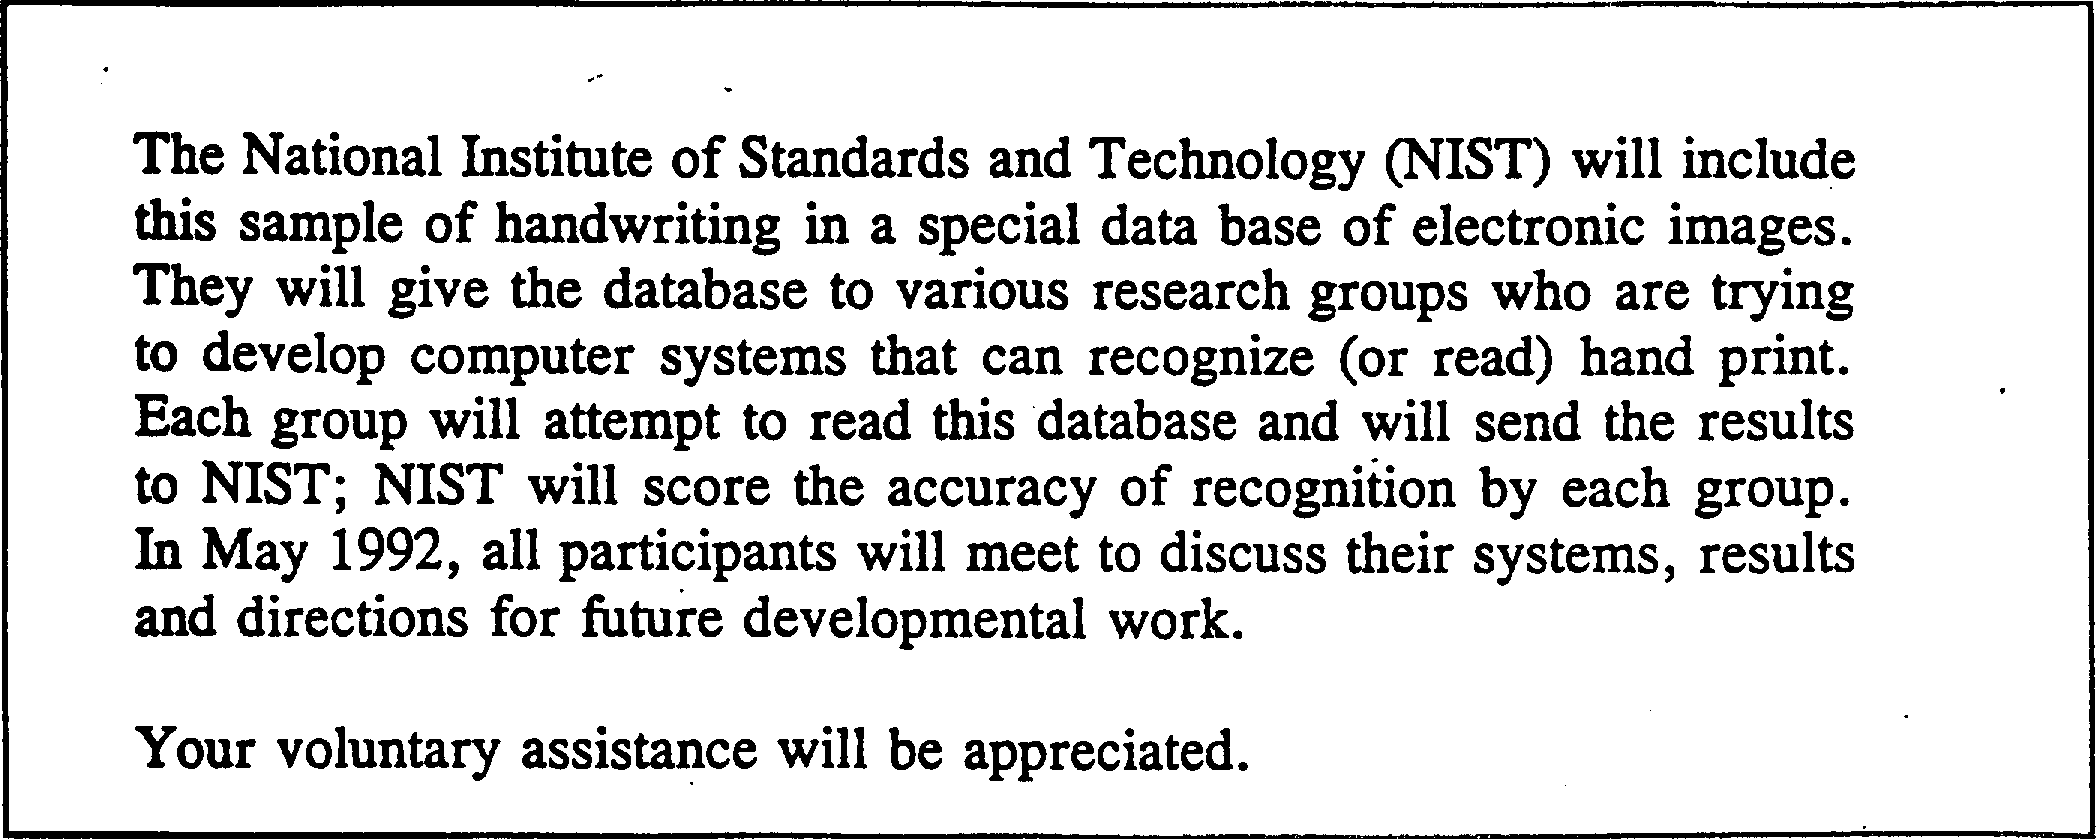 The National Institute of Standards and Technology (NIST) will include
this sample of handwriting in a special data base of electronic images.
They will give the database to various research groups who are trying
to develop computer systems that can recognize (or read) hand print.
Each group will attempt to read this database and will send the results
to NIST; NIST will score the accuracy of recognition by each group.
In May 1992, all participants will meet to discuss their systems, results
and directions for future developmental work.
Your voluntary assistance will be appreciated.